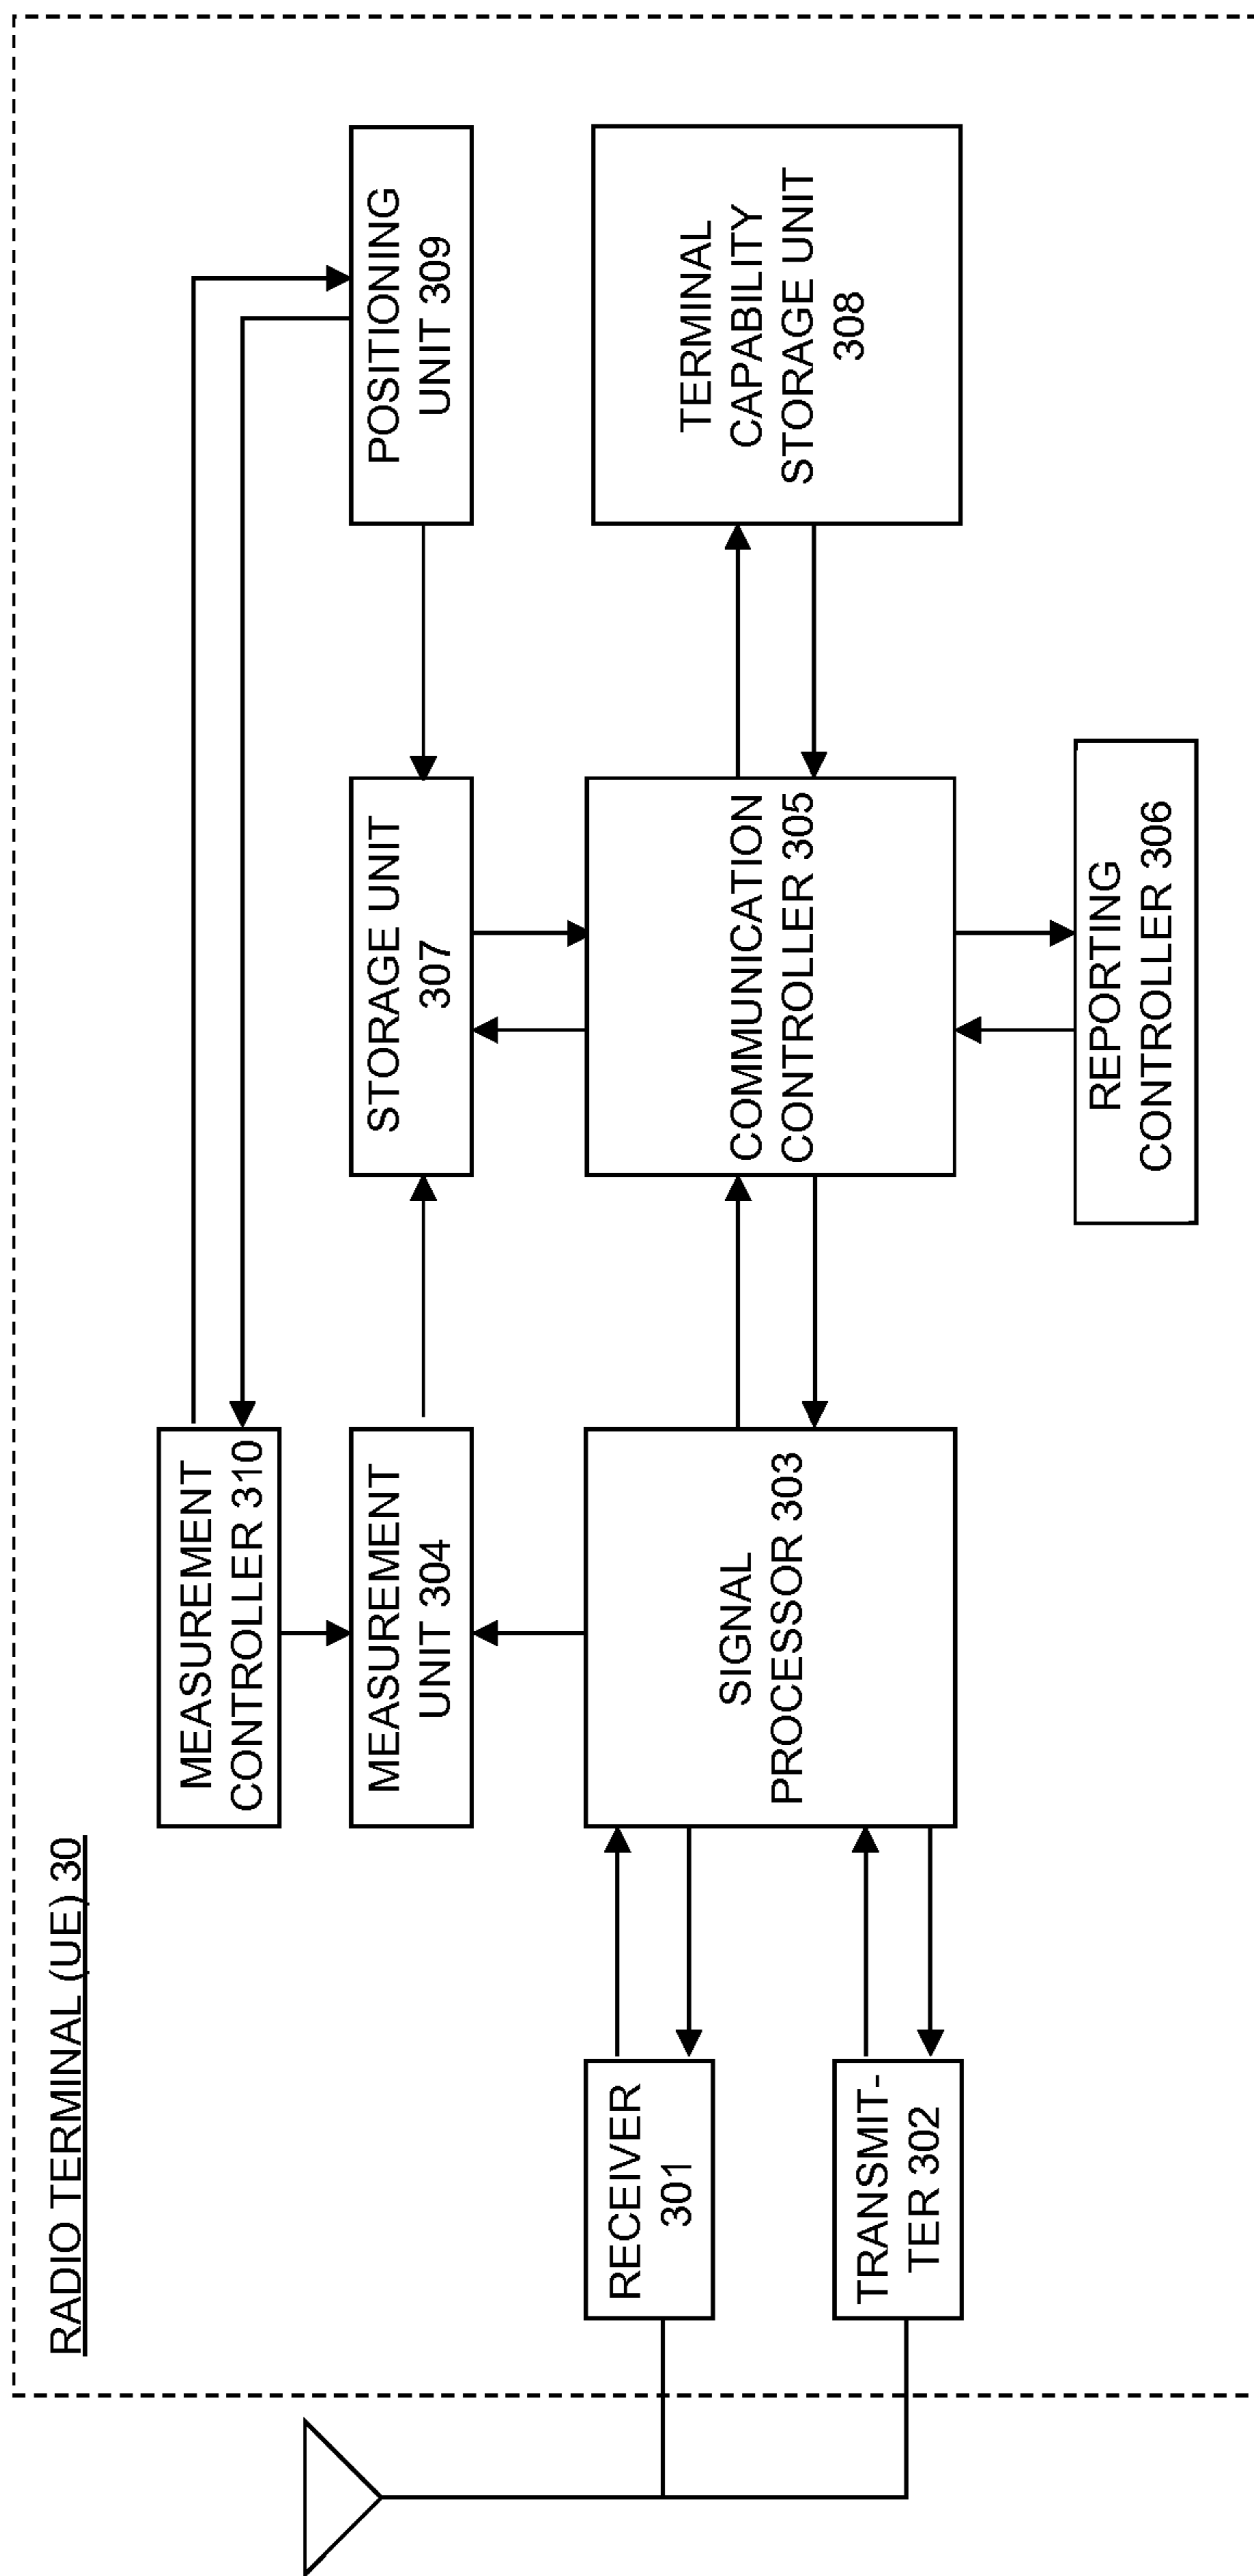 RADIO TERMINAL (UE) 30
MEASUREMENT
CONTROLLER 310
MEASUREMENT
UNIT 304
STORAGE UNIT
307
POSITIONING
UNIT 309
RECEIVER
301
TRANSMIT-
TER 302
SIGNAL
PROCESSOR 303
COMMUNICATION
CONTROLLER 305
TERMINAL
CAPABILITY
STORAGE UNIT
308
REPORTING
CONTROLLER 306